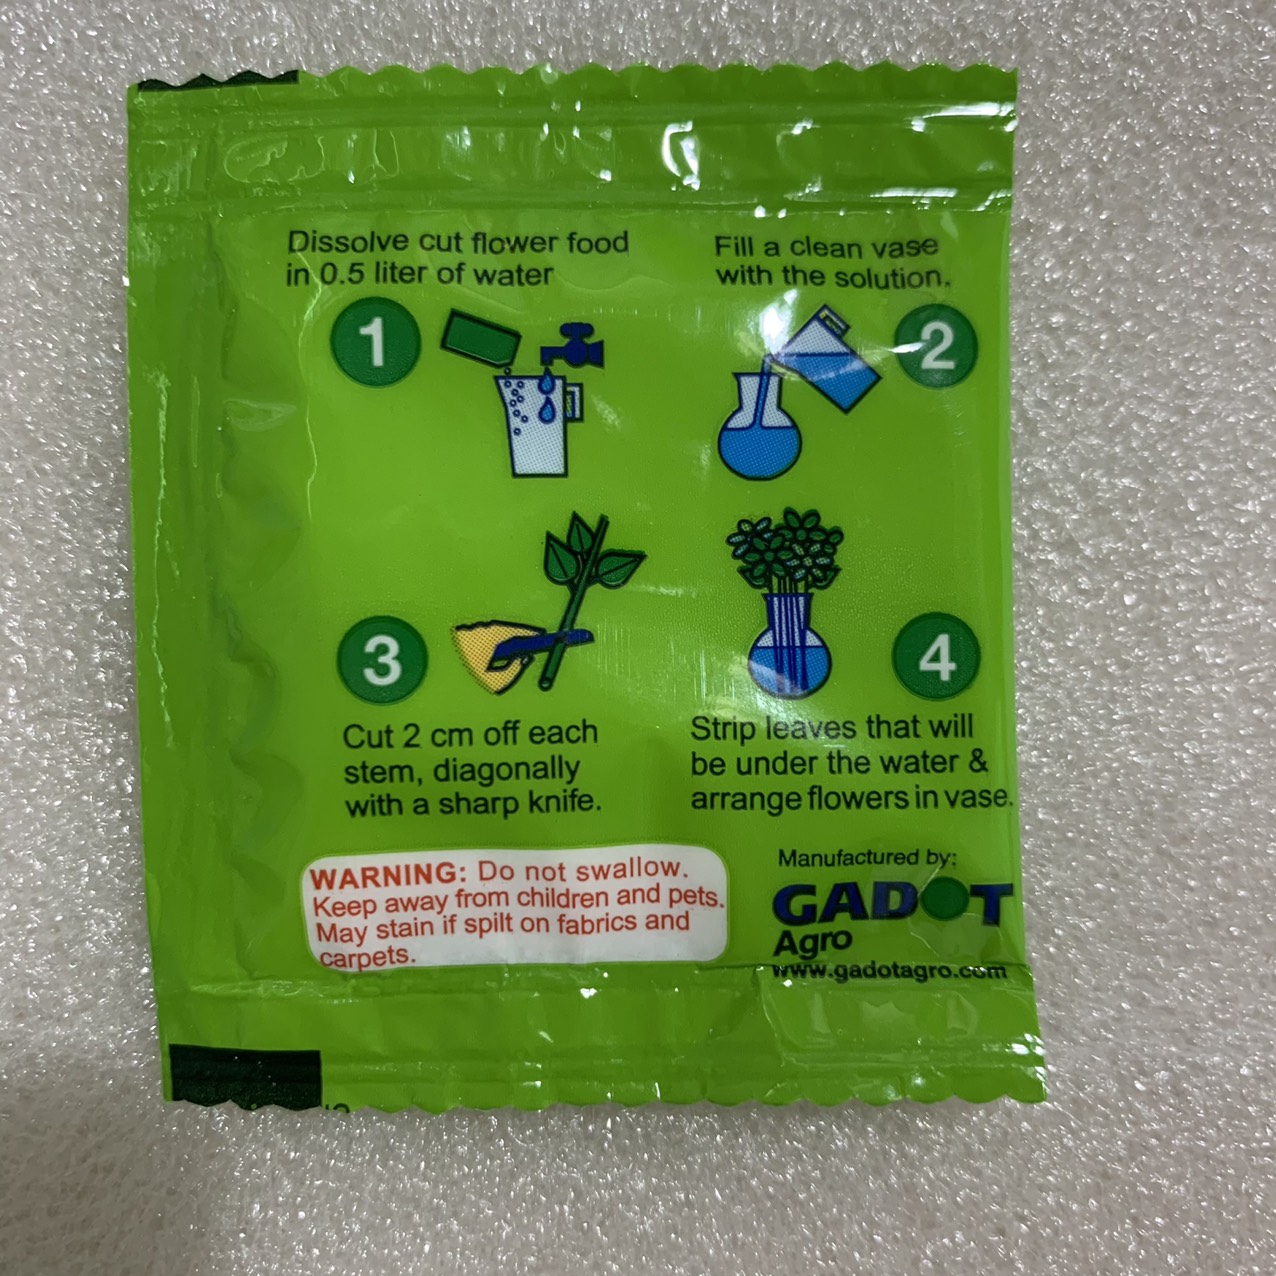 Dissolve cut flower food
in 0.5 liter of water
1
Fill a clean vase
with the solution.
2
3
Cut 2 cm off each
stem, diagonally
with a sharp knife.
4
Strip leaves that will
be under the water &
arrange flowers in vase.
WARNING: Do not swallow.
Keep away from children and pets.
May stain if spilt on fabrics and
carpets.
Manufactured by:
GADOT
Agro
www.gadotagro.com